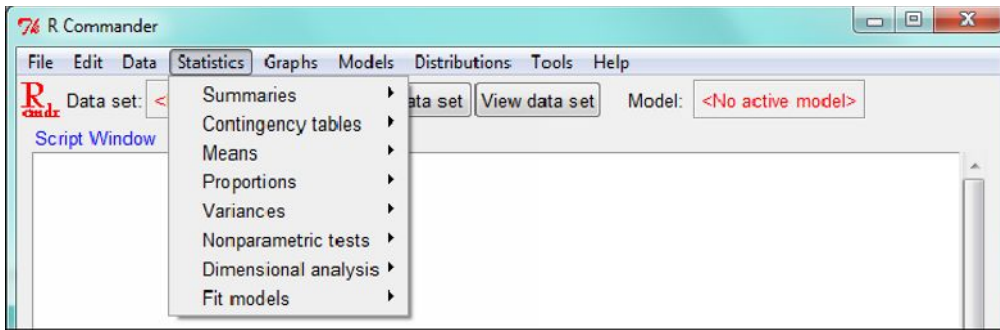 R Commander
File Edit Data Statistics Graphs Models Distributions Tools Help
R cmdr Data set: < ata set View data set Model: <No active model>
Summaries
Contingency tables
Script Window
Means
Proportions
Variances
Nonparametric tests
Dimensional analysis
Fit models